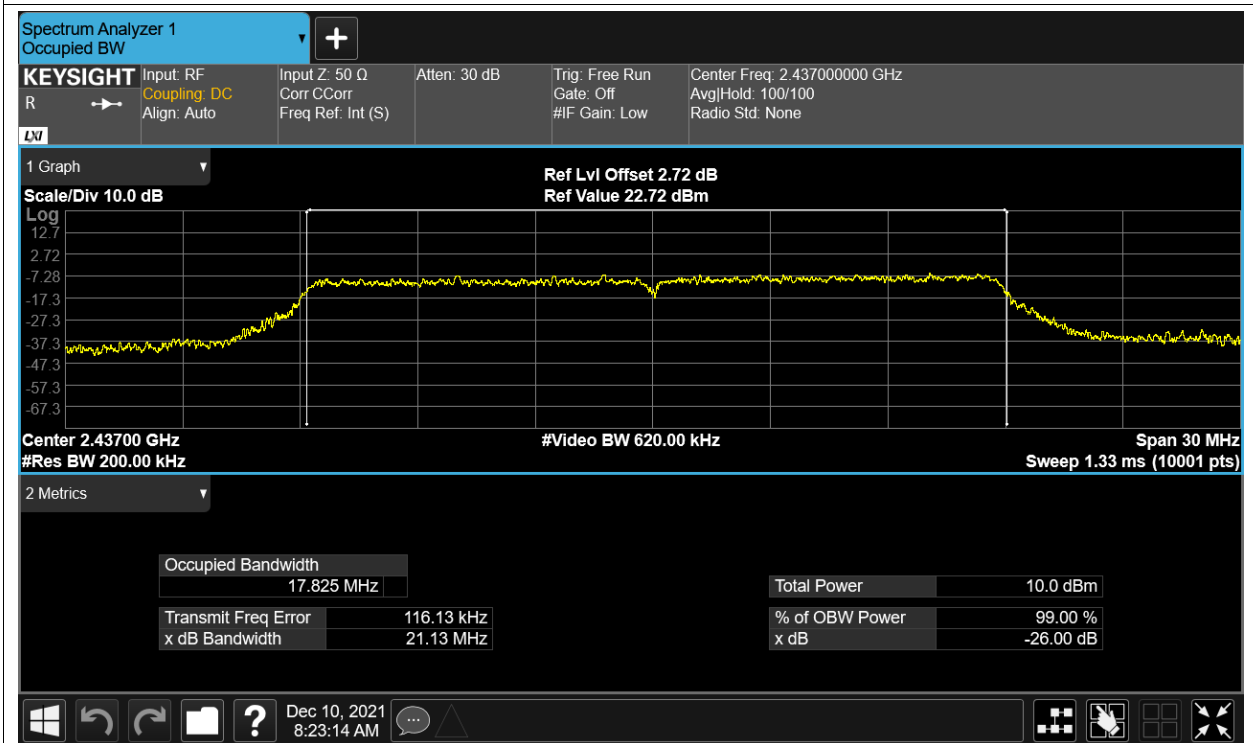 Spectrum Analyzer 1
Occupied BW
+
KEYSIGHT Input: RF Input Z: 50 Ω Atten: 30 dB Trig: Free Run Center Freq: 2.437000000 GHz
R Coupling: DC Corr CCorr Gate: Off Avg|Hold: 100/100
Align: Auto Freq Ref: Int (S) #IF Gain: Low Radio Std: None
LXI
1 Graph
Ref Lvl Offset 2.72 dB
Scale/Div 10.0 dB Ref Value 22.72 dBm
Log
12.7
2.72
-7.28
-17.3
-27.3
-37.3
-47.3
-57.3
-67.3
Center 2.43700 GHz #Video BW 620.00 kHz Span 30 MHz
#Res BW 200.00 kHz Sweep 1.33 ms (10001 pts)
2 Metrics
Occupied Bandwidth
17.825 MHz Total Power 10.0 dBm
Transmit Freq Error 116.13 kHz % of OBW Power 99.00 %
x dB Bandwidth 21.13 MHz x dB -26.00 dB
? Dec 10, 2021
8:23:14 AM